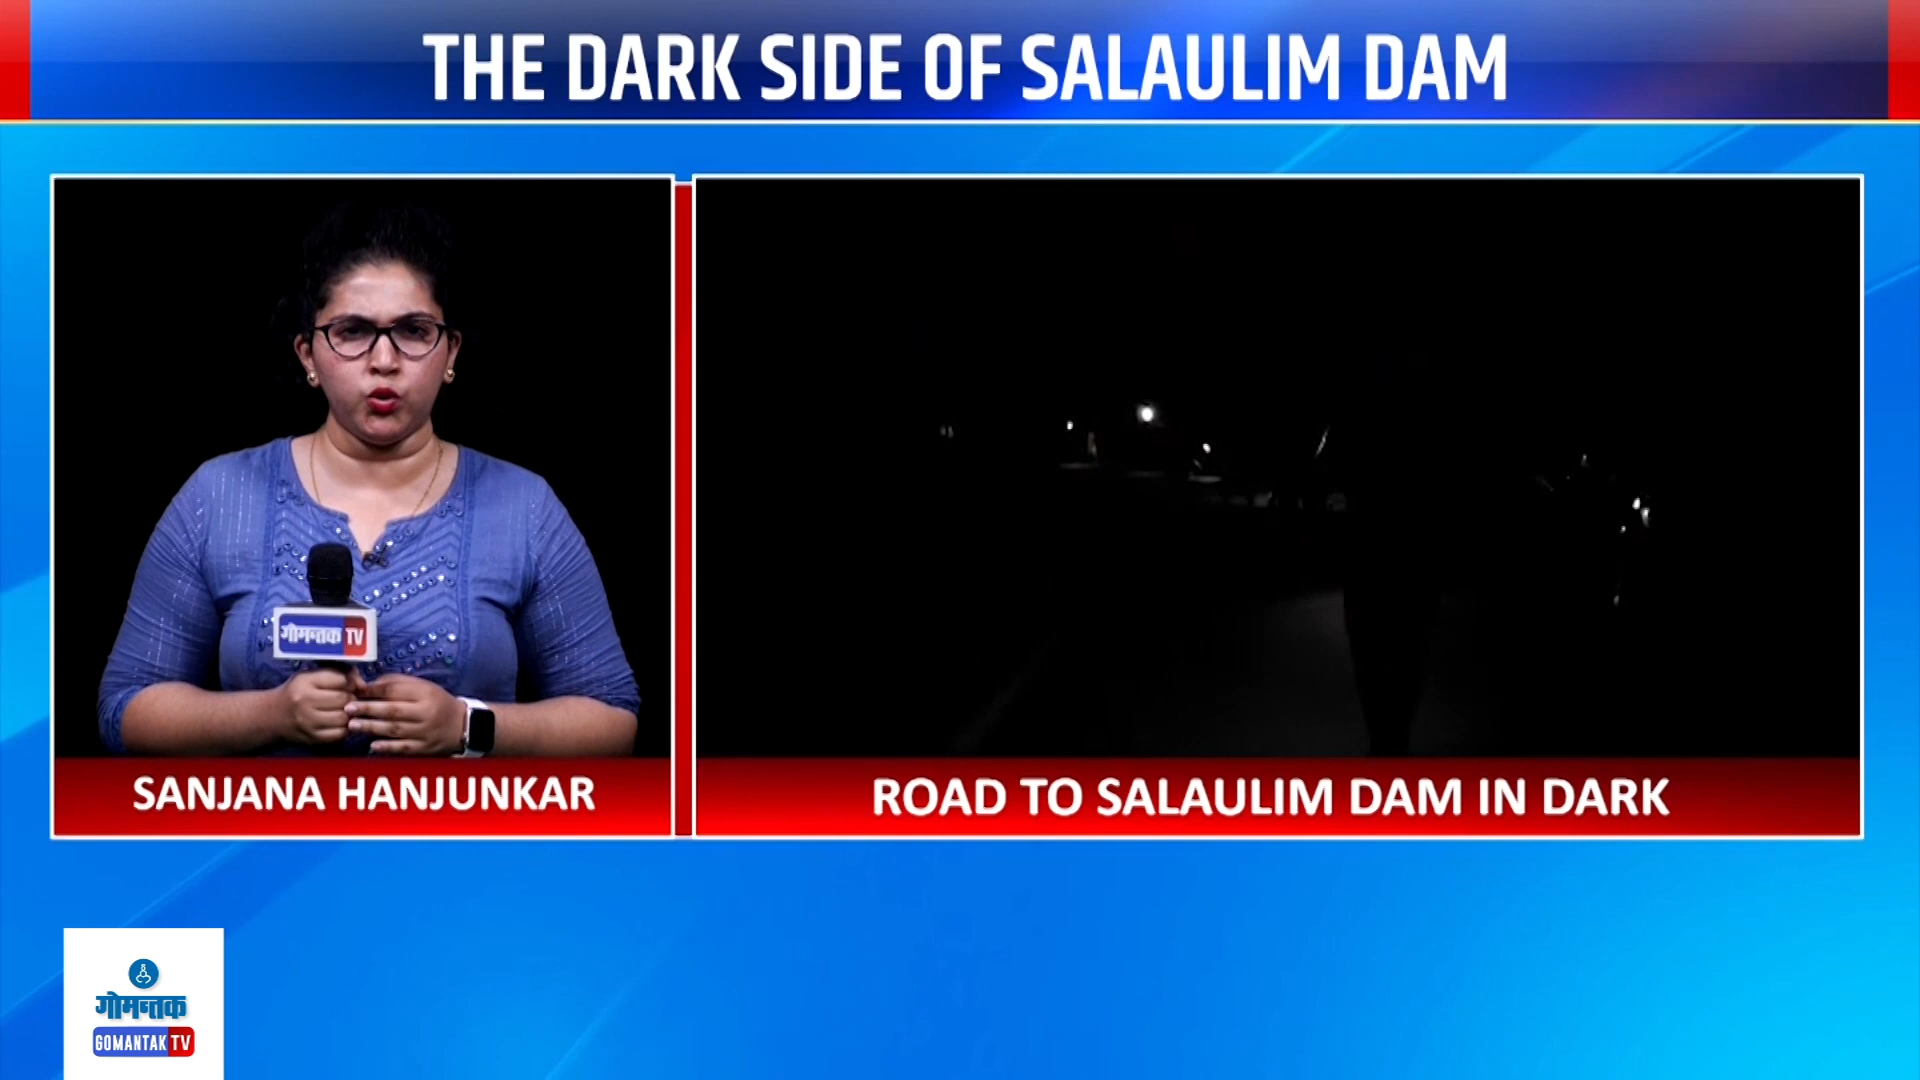 THE DARK SIDE OF SALAULIM DAM
गोमन्तक TV
SANJANA HANJUNKAR
ROAD TO SALAULIM DAM IN DARK
गोमन्तक
GOMANTAK TV